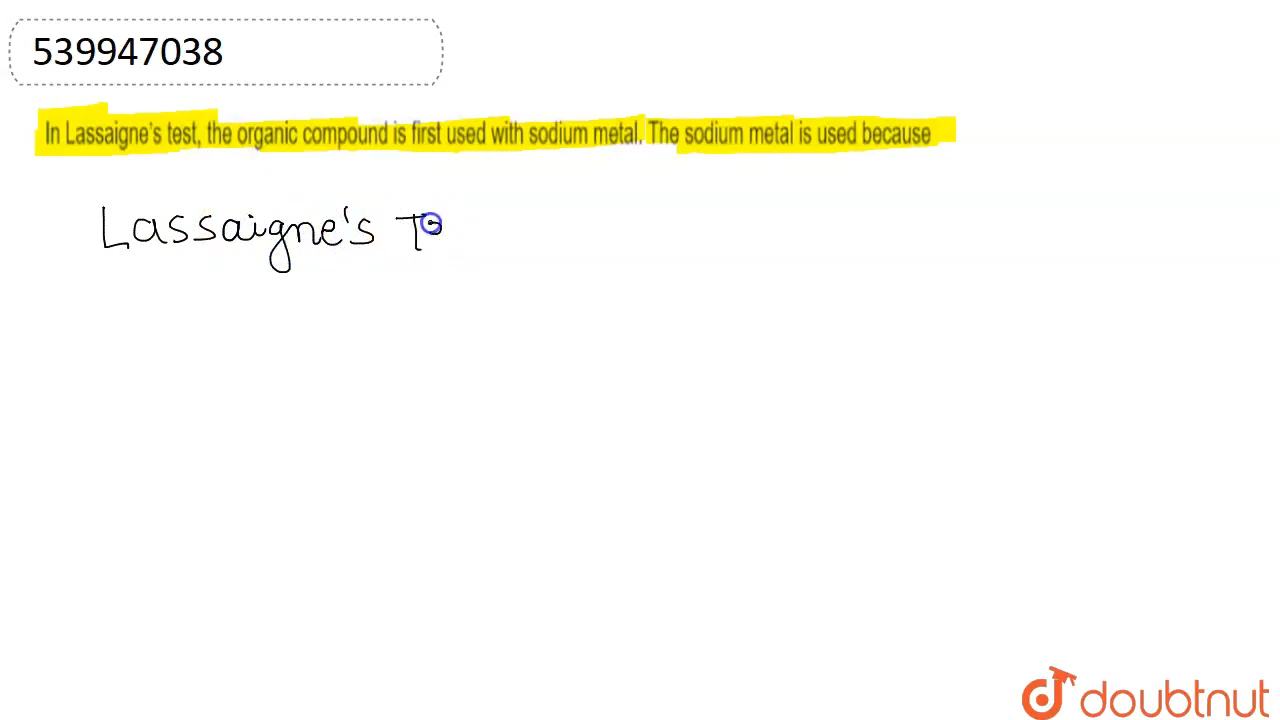 539947038
In Lassaigne's test, the organic compound is first used with sodium metal. The sodium metal is used because
Lassaigne's T
doubtnut